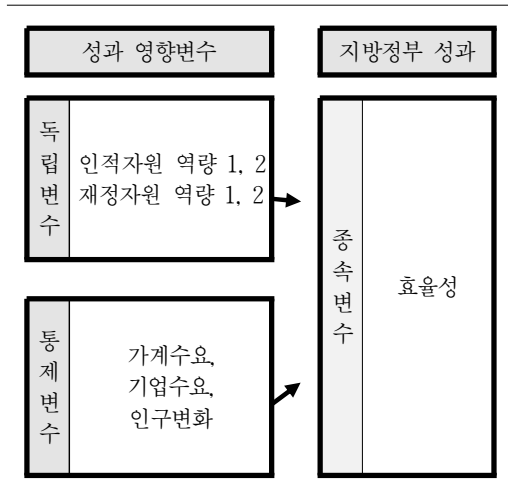 성과 영향변수
지방정부 성과
독립변수
인적자원 역량 1, 2
재정자원 역량 1, 2
통제변수
가계수요,
기업수요,
인구변화
종속변수
효율성